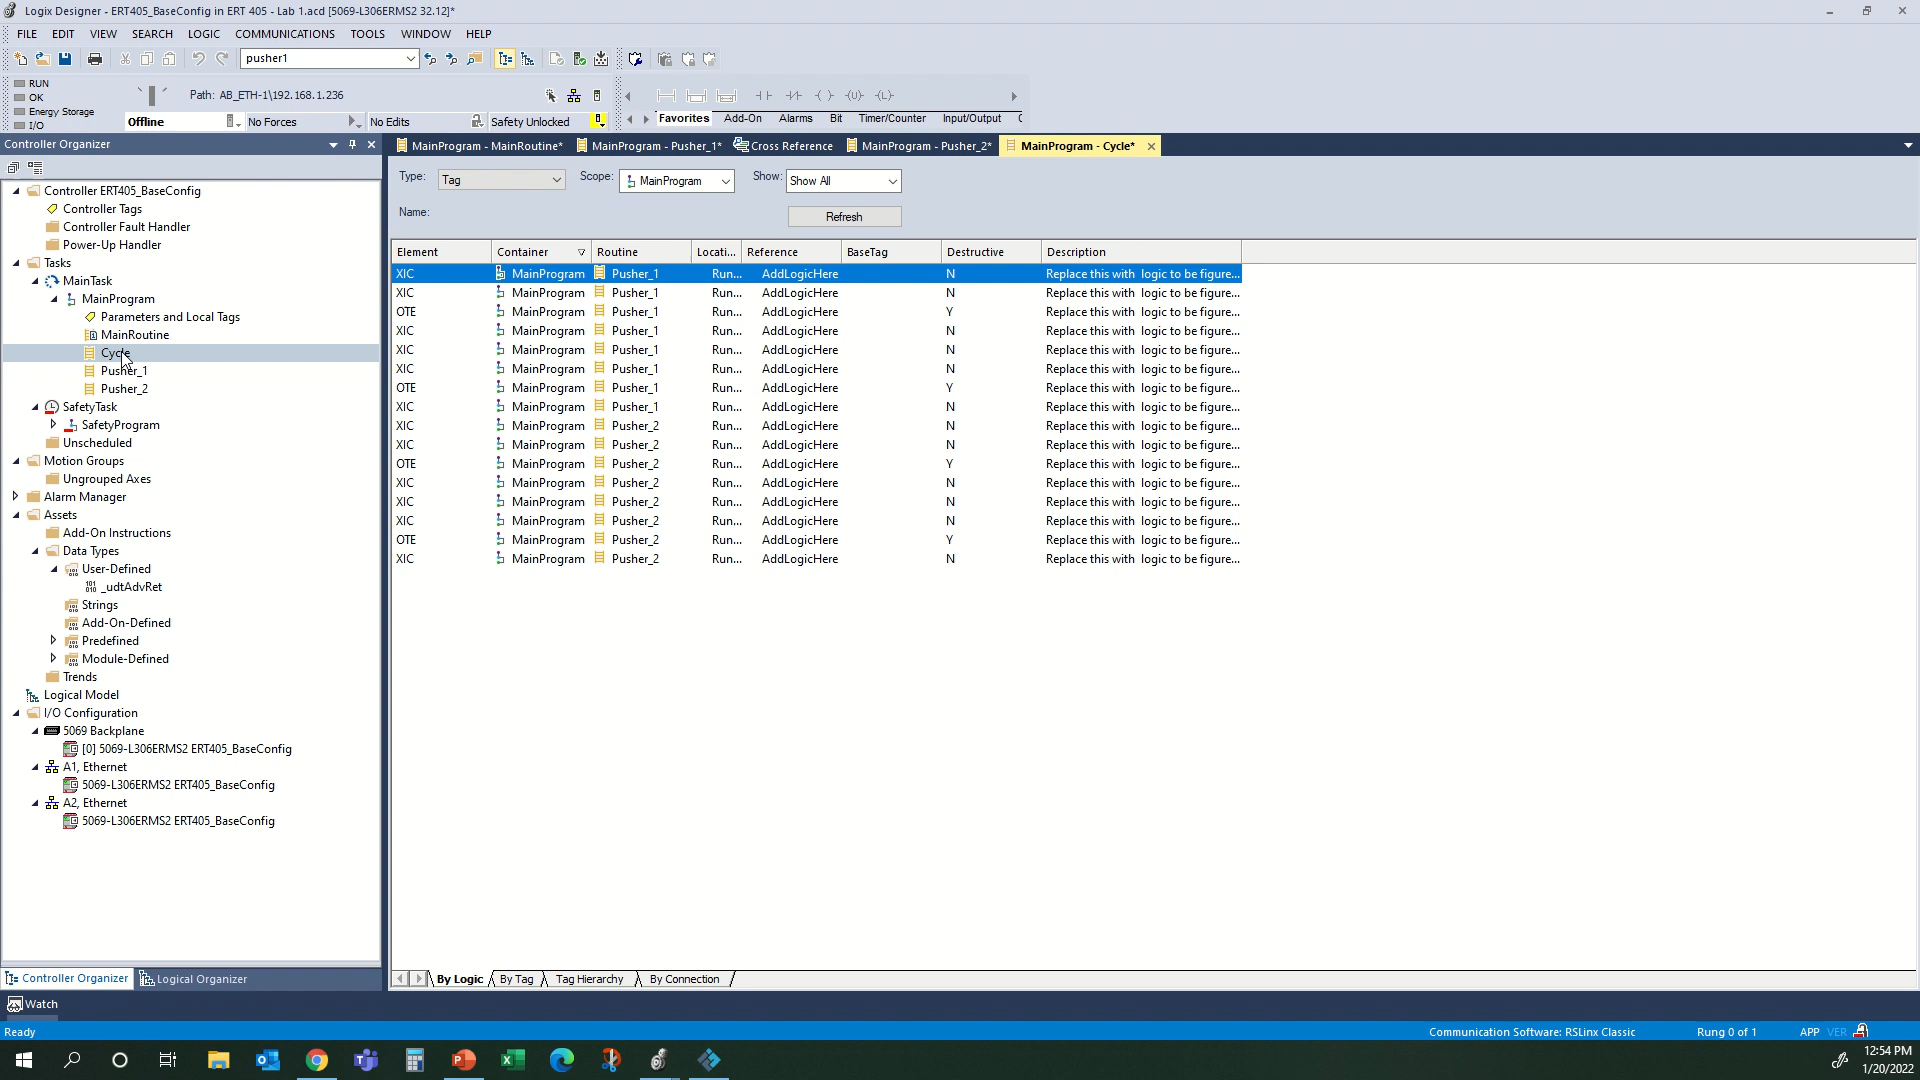 Logix Designer - ERT405_BaseConfig in ERT 405 - Lab 1.acd [5069-L306ERMS2 32.12]*
FILE EDIT VIEW SEARCH LOGIC COMMUNICATIONS TOOLS WINDOW HELP
pusher1
RUN
OK
Energy Storage
I/O
Path: AB_ETH-1\192.168.1.236
Offline No Forces No Edits Safety Unlocked
Favorites Add-On Alarms Bit Timer/Counter Input/Output
Controller Organizer
MainProgram - MainRoutine* MainProgram - Pusher_1* Cross Reference MainProgram - Pusher_2* MainProgram - Cycle*
Controller ERT405_BaseConfig
Controller Tags
Controller Fault Handler
Power-Up Handler
Tasks
MainTask
MainProgram
Parameters and Local Tags
MainRoutine
Cycle
Pusher_1
Pusher_2
SafetyTask
SafetyProgram
Unscheduled
Motion Groups
Ungrouped Axes
Alarm Manager
Assets
Add-On Instructions
Data Types
User-Defined
_udtAdvRet
Strings
Add-On-Defined
Predefined
Module-Defined
Trends
Logical Model
I/O Configuration
5069 Backplane
[0] 5069-L306ERMS2 ERT405_BaseConfig
A1, Ethernet
5069-L306ERMS2 ERT405_BaseConfig
A2, Ethernet
5069-L306ERMS2 ERT405_BaseConfig
Controller Organizer Logical Organizer
Type: Tag Scope: MainProgram Show: Show All
Name: Refresh
Element Container Routine Locati... Reference BaseTag Destructive Description
XIC MainProgram Pusher_1 Run... AddLogicHere N Replace this with logic to be figure...
XIC MainProgram Pusher_1 Run... AddLogicHere N Replace this with logic to be figure...
OTE MainProgram Pusher_1 Run... AddLogicHere Y Replace this with logic to be figure...
XIC MainProgram Pusher_1 Run... AddLogicHere N Replace this with logic to be figure...
XIC MainProgram Pusher_1 Run... AddLogicHere N Replace this with logic to be figure...
XIC MainProgram Pusher_1 Run... AddLogicHere N Replace this with logic to be figure...
OTE MainProgram Pusher_1 Run... AddLogicHere Y Replace this with logic to be figure...
XIC MainProgram Pusher_1 Run... AddLogicHere N Replace this with logic to be figure...
XIC MainProgram Pusher_2 Run... AddLogicHere N Replace this with logic to be figure...
XIC MainProgram Pusher_2 Run... AddLogicHere N Replace this with logic to be figure...
OTE MainProgram Pusher_2 Run... AddLogicHere Y Replace this with logic to be figure...
XIC MainProgram Pusher_2 Run... AddLogicHere N Replace this with logic to be figure...
XIC MainProgram Pusher_2 Run... AddLogicHere N Replace this with logic to be figure...
XIC MainProgram Pusher_2 Run... AddLogicHere N Replace this with logic to be figure...
OTE MainProgram Pusher_2 Run... AddLogicHere Y Replace this with logic to be figure...
XIC MainProgram Pusher_2 Run... AddLogicHere N Replace this with logic to be figure...
By Logic By Tag Tag Hierarchy By Connection
Watch
Ready Communication Software: RSLinx Classic Rung 0 of 1 APP VER
12:54 PM
1/20/2022